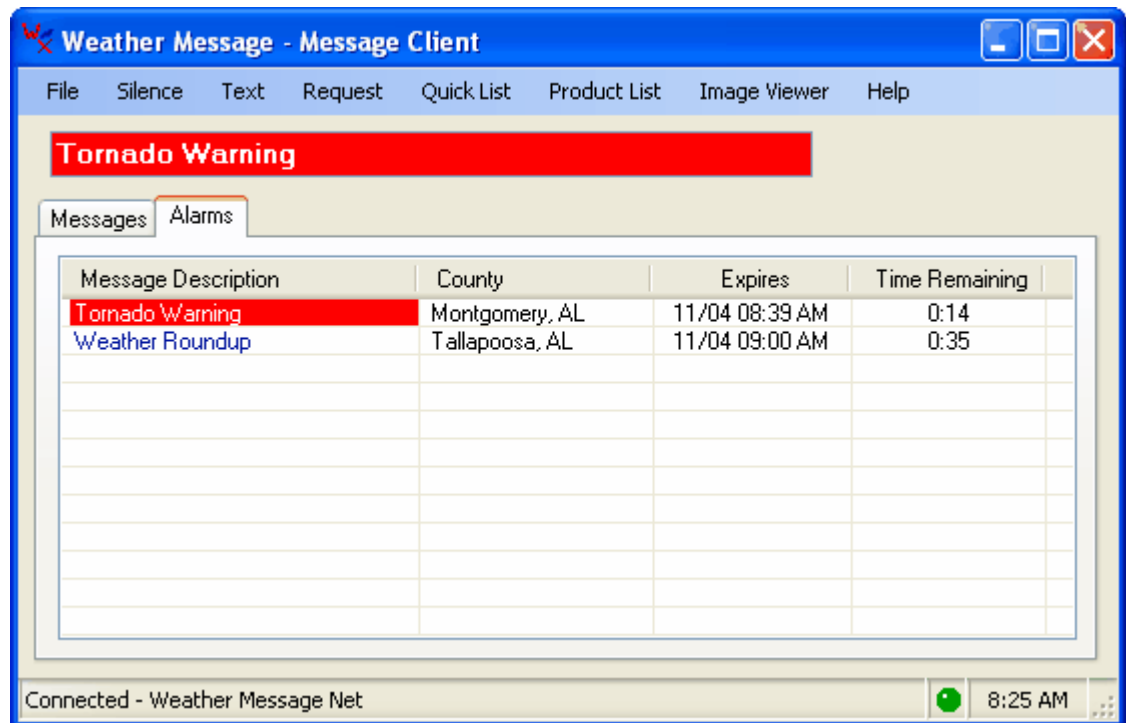 Weather Message - Message Client
File Silence Text Request Quick List Product List Image Viewer Help
Tornado Warning
Messages Alarms
Message Description County Expires Time Remaining
Tornado Warning Montgomery, AL 11/04 08:39 AM 0:14
Weather Roundup Tallapoosa, AL 11/04 09:00 AM 0:35
Connected - Weather Message Net 8:25 AM